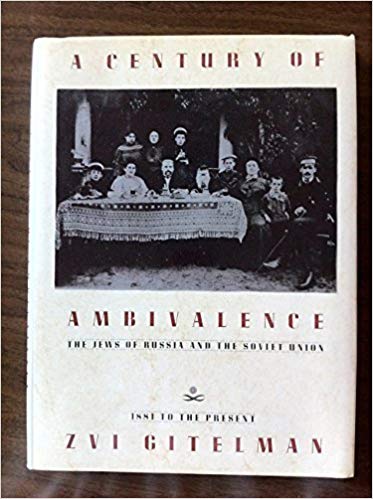 A CENTURY OF
AMBIVALENCE
THE JEWS OF RUSSIA AND THE SOVIET UNION
1881 TO THE PRESENT
ZVI GITELMAN